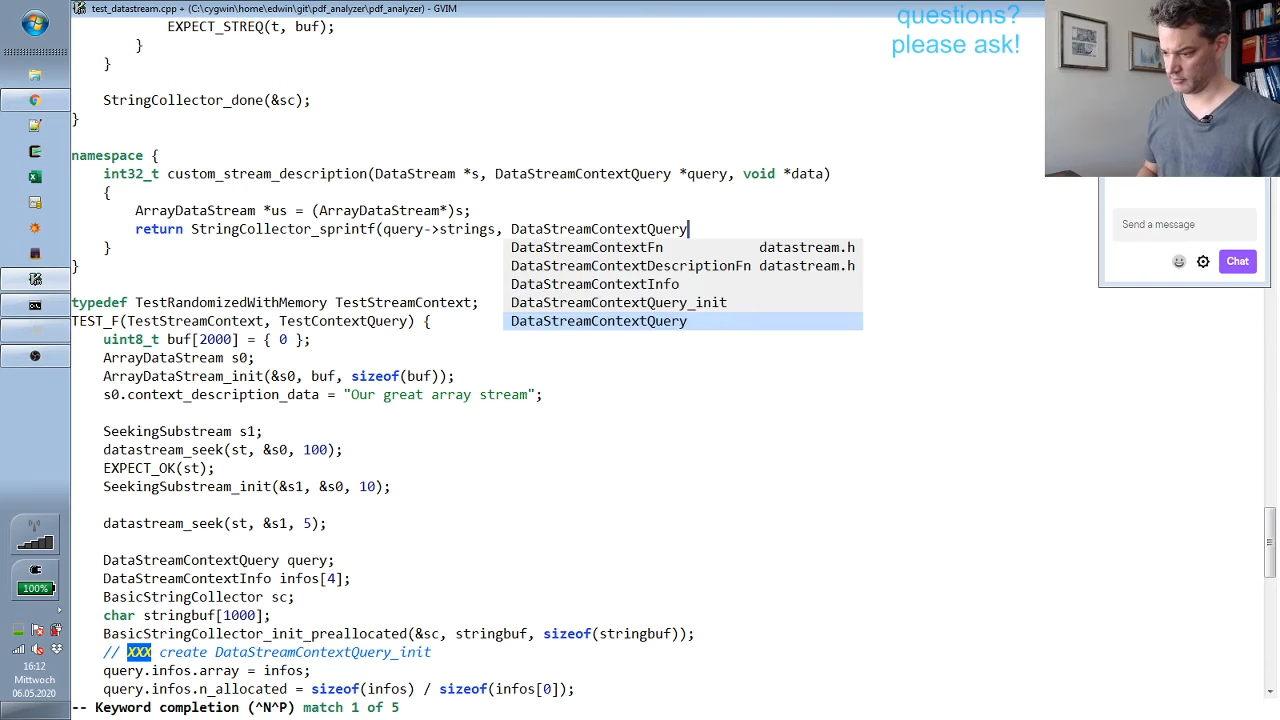 test_datastream.cpp + (C:\cygwin\home\edwin\git\pdf_analyzer\pdf_analyzer) - GVIM
questions?
please ask!
EXPECT_STREQ(t, buf);
}
}
StringCollector_done(&sc);
}
namespace {
int32_t custom_stream_description(DataStream *s, DataStreamContextQuery *query, void *data)
{
ArrayDataStream *us = (ArrayDataStream*)s;
return StringCollector_sprintf(query->strings, DataStreamContextQuery
}
}
DataStreamContextFn datastream.h
DataStreamContextDescriptionFn datastream.h
DataStreamContextInfo
DataStreamContextQuery_init
DataStreamContextQuery
typedef TestRandomizedWithMemory TestStreamContext;
TEST_F(TestStreamContext, TestContextQuery) {
uint8_t buf[2000] = { 0 };
ArrayDataStream s0;
ArrayDataStream_init(&s0, buf, sizeof(buf));
s0.context_description_data = "Our great array stream";
SeekingSubstream s1;
datastream_seek(st, &s0, 100);
EXPECT_OK(st);
SeekingSubstream_init(&s1, &s0, 10);
datastream_seek(st, &s1, 5);
DataStreamContextQuery query;
DataStreamContextInfo infos[4];
BasicStringCollector sc;
char stringbuf[1000];
BasicStringCollector_init_preallocated(&sc, stringbuf, sizeof(stringbuf));
// XXX create DataStreamContextQuery_init
query.infos.array = infos;
query.infos.n_allocated = sizeof(infos) / sizeof(infos[0]);
-- Keyword completion (^N^P) match 1 of 5
Send a message
Chat
100%
16:12
Mittwoch
06.05.2020